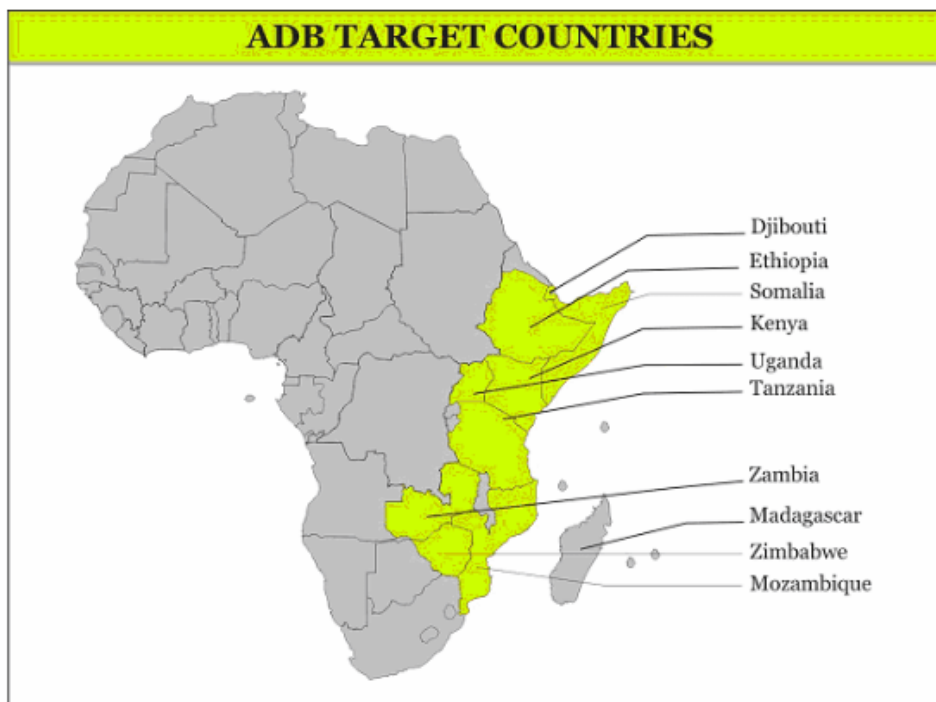 ADB TARGET COUNTRIES
Djibouti
Ethiopia
Somalia
Kenya
Uganda
Tanzania
Zambia
Madagascar
Zimbabwe
Mozambique